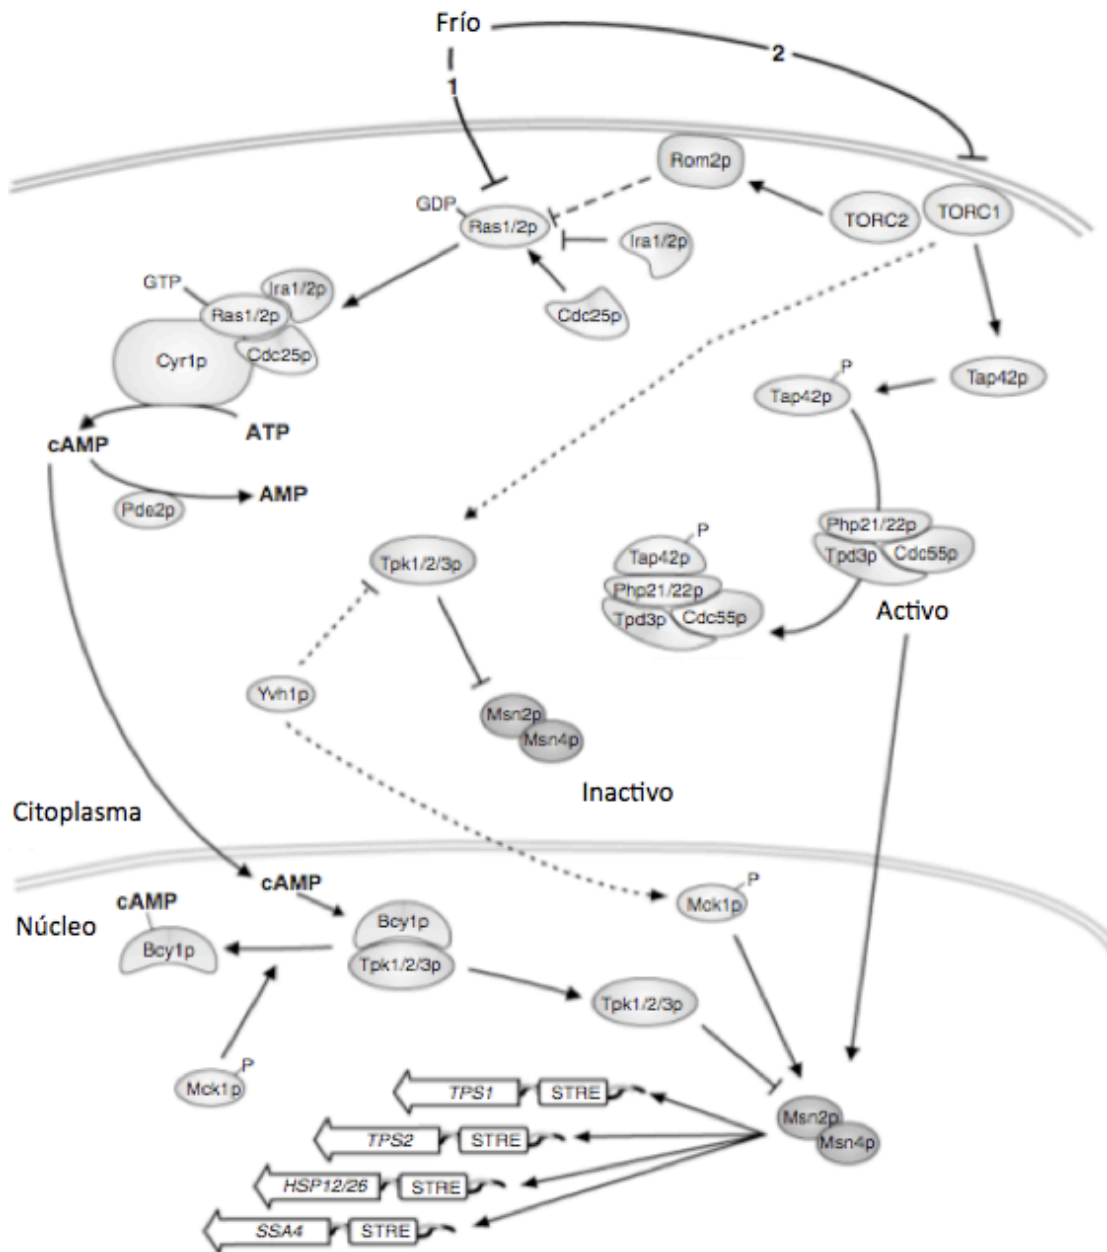 Frío
2
1
Rom2p
GDP
TORC2
TORC1
Ras1/2p
Ira1/2p
GTP
Ira1/2p
Ras1/2p
Cdc25p
Cyr1p
Cdc25p
P
Tap42p
Tap42p
cAMP
ATP
AMP
Pde2p
Php21/22p
P
Tap42p
Tpd3p
Cdc55p
Tpk1/2/3p
Php21/22p
Tpd3p
Cdc55p
Activo
Yvh1p
Msn2p
Msn4p
Inactivo
Citoplasma
cAMP
P
cAMP
Mck1p
Núcleo
Bcy1p
Bcy1p
Tpk1/2/3p
Tpk1/2/3p
P
Mck1p
TPS1
STRE
Msn2p
TPS2
STRE
Msn4p
HSP12/26
STRE
SSA4
STRE